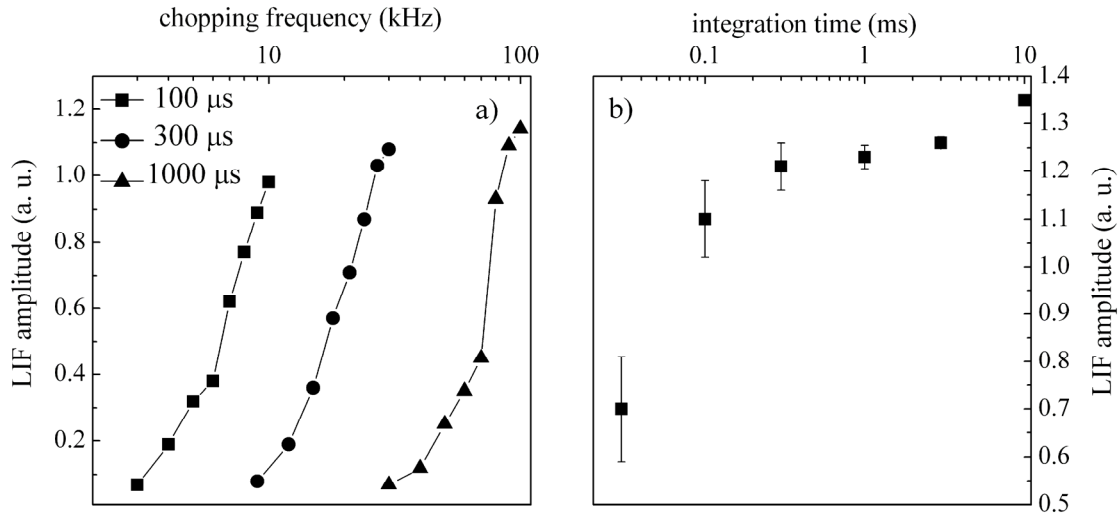 chopping frequency (kHz)
10 100
LIF amplitude (a. u.)
1.2
1.0
0.8
0.6
0.4
0.2
100 μs
300 μs
1000 μs
a)
integration time (ms)
0.1 1 10
b)
1.4
1.3
1.2
1.1
1.0
0.9
0.8
0.7
0.6
0.5
LIF amplitude (a. u.)